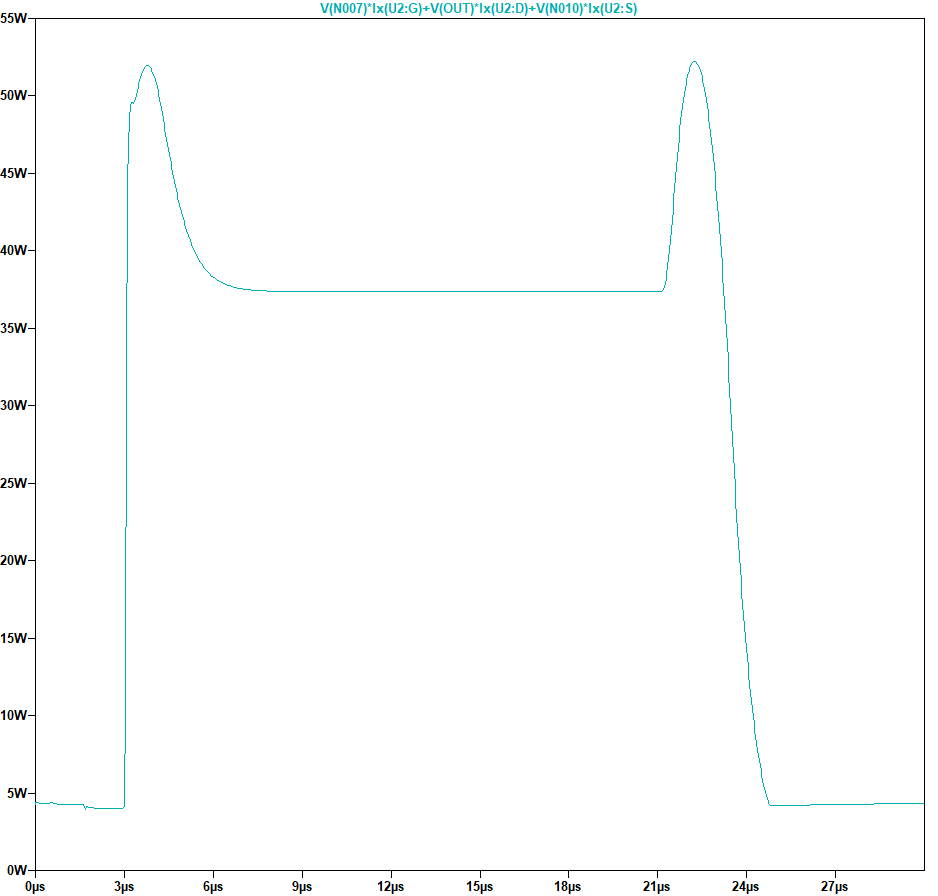 V(N007)*Ix(U2:G)+V(OUT)*Ix(U2:D)+V(N010)*Ix(U2:S)
55W
50W
45W
40W
35W
30W
25W
20W
15W
10W
5W
0W
0µs 3µs 6µs 9µs 12µs 15µs 18µs 21µs 24µs 27µs